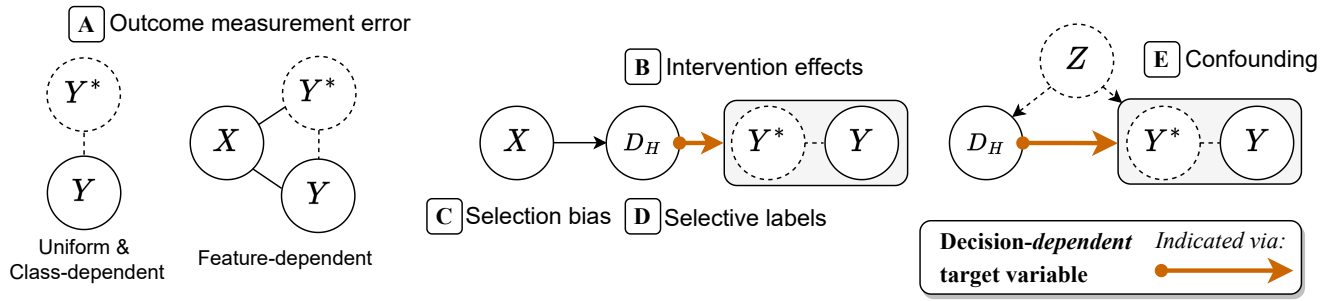 A Outcome measurement error
Y*
Y
Uniform &
Class-dependent
Y*
X
Y
Feature-dependent
B Intervention effects
X
D_H
Y*
Y
C Selection bias
D Selective labels
Z
E Confounding
D_H
Y*
Y
Decision-dependent
target variable
Indicated via: